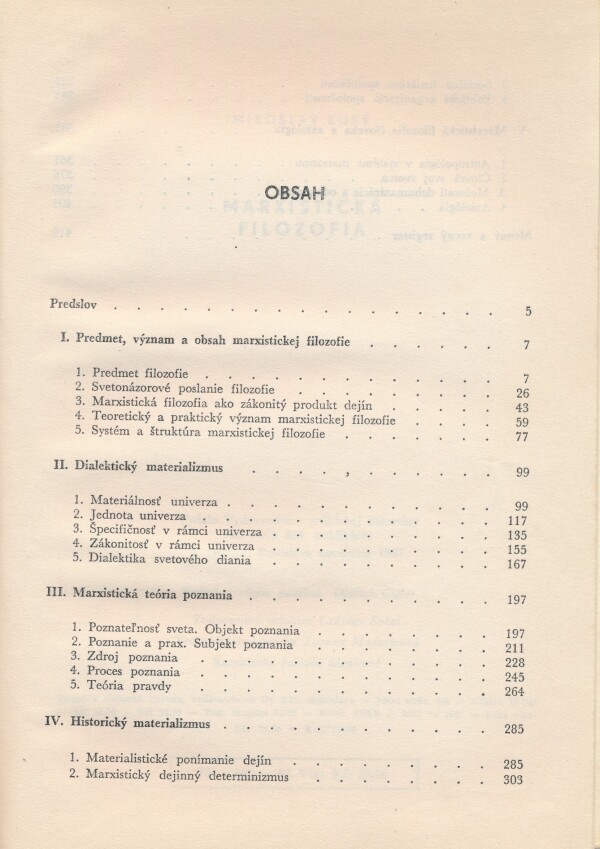 OBSAH
Predslov . . . . . . . . . . . . . . . . . 5
I. Predmet, význam a obsah marxistickej filozofie . . . . . . 7
1. Predmet filozofie . . . . . . . . . . . . 7
2. Svetonázorové poslanie filozofie . . . . . . . . . 26
3. Marxistická filozofia ako zákonitý produkt dejín . . . . . 43
4. Teoretický a praktický význam marxistickej filozofie . . . . 59
5. Systém a štruktúra marxistickej filozofie . . . . . . . 77
II. Dialektický materializmus . . . . . . . . . . 99
1. Materiálnosť univerza . . . . . . . . . . . 99
2. Jednota univerza . . . . . . . . . . . . 117
3. Špecifičnosť v rámci univerza . . . . . . . . . 135
4. Zákonitosť v rámci univerza . . . . . . . . . 155
5. Dialektika svetového diania . . . . . . . . . 167
III. Marxistická teória poznania . . . . . . . . . . 197
1. Poznateľnosť sveta. Objekt poznania . . . . . . . 197
2. Poznanie a prax. Subjekt poznania . . . . . . . 211
3. Zdroj poznania . . . . . . . . . . . . 228
4. Proces poznania . . . . . . . . . . . . 245
5. Teória pravdy . . . . . . . . . . . . 264
IV. Historický materializmus . . . . . . . . . . . 285
1. Materialistické ponímanie dejín . . . . . . . . 285
2. Marxistický dejinný determinizmus . . . . . . . . 303